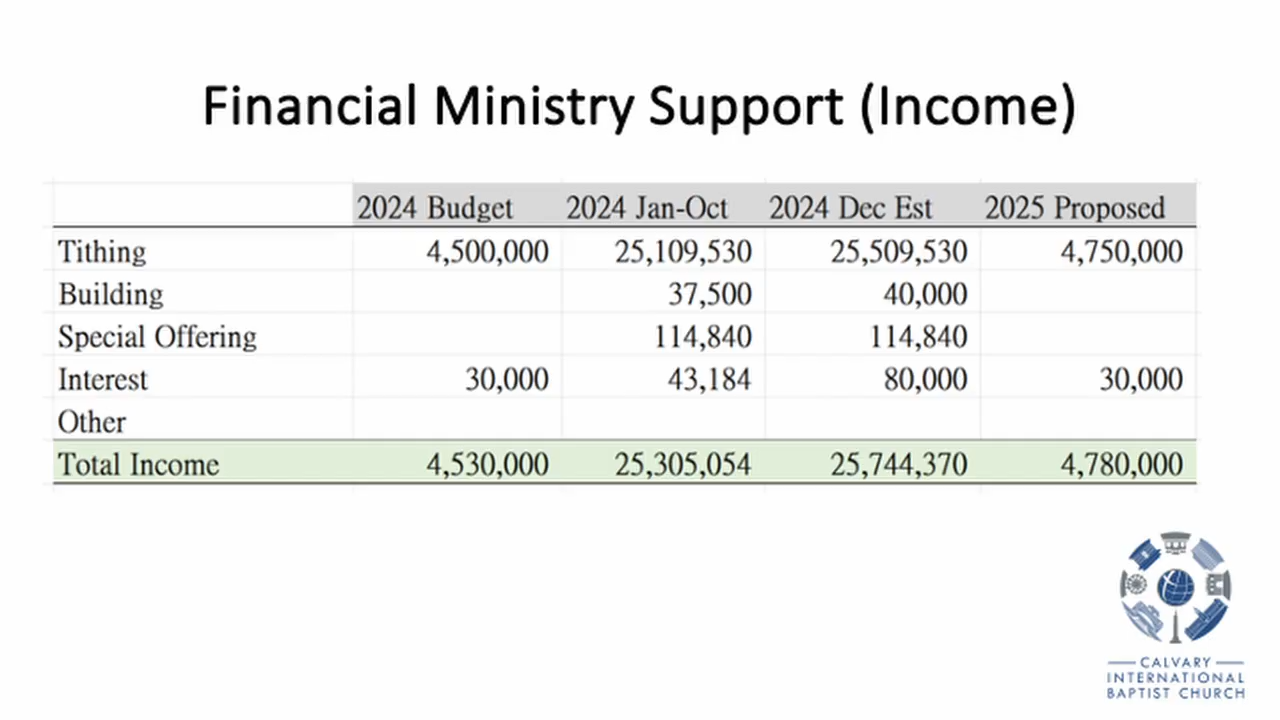 Financial Ministry Support (Income)
2024 Budget 2024 Jan-Oct 2024 Dec Est 2025 Proposed
Tithing 4,500,000 25,109,530 25,509,530 4,750,000
Building 37,500 40,000
Special Offering 114,840 114,840
Interest 30,000 43,184 80,000 30,000
Other
Total Income 4,530,000 25,305,054 25,744,370 4,780,000
CALVARY
INTERNATIONAL
BAPTIST CHURCH